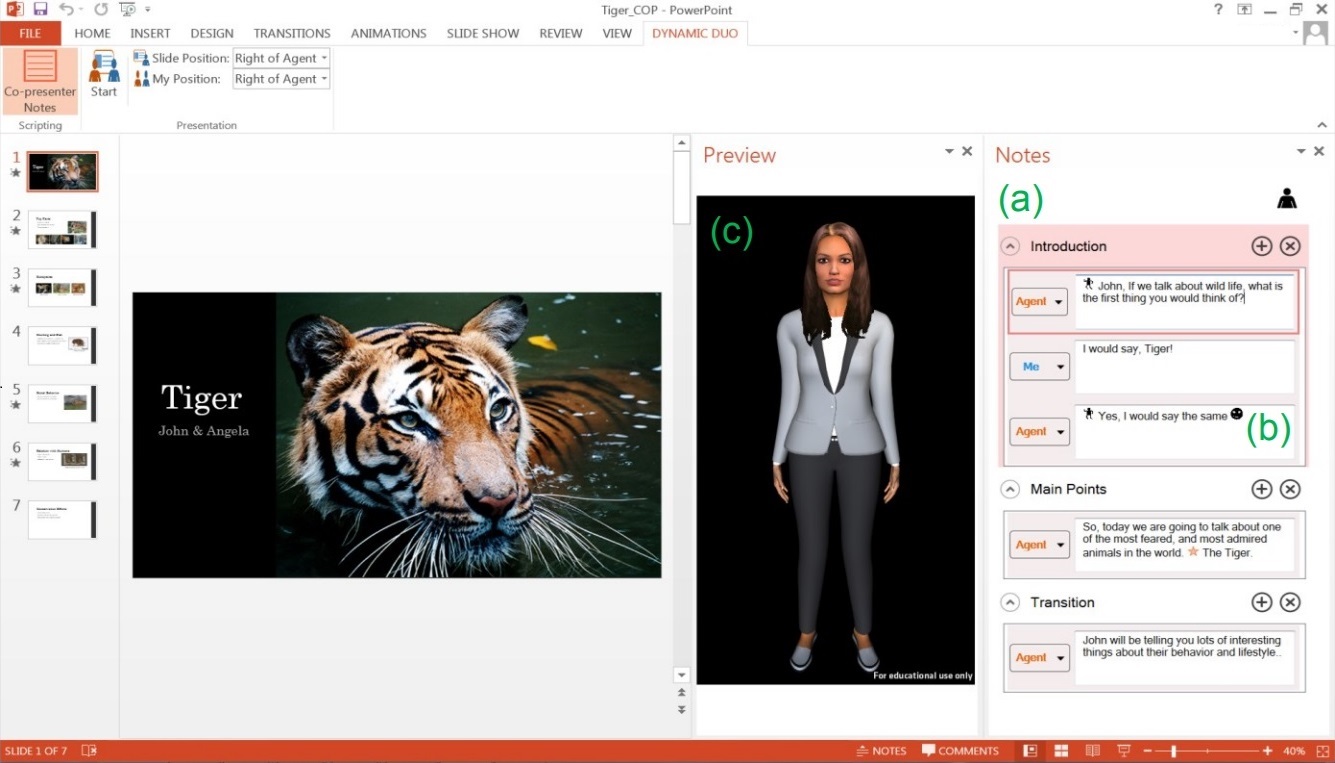 Tiger_COP - PowerPoint
?
FILE
HOME
INSERT
DESIGN
TRANSITIONS
ANIMATIONS
SLIDE SHOW
REVIEW
VIEW
DYNAMIC DUO
Co-presenter
Notes
Start
Slide Position: Right of Agent
My Position: Right of Agent
Scripting
Presentation
1
2
3
4
5
6
7
Tiger
John & Angela
Preview
(c)
For educational use only
Notes
(a)
Introduction
Agent
John, If we talk about wild life, what is
the first thing you would think of?
Me
I would say, Tiger!
Agent
Yes, I would say the same
(b)
Main Points
Agent
So, today we are going to talk about one
of the most feared, and most admired
animals in the world. The Tiger.
Transition
Agent
John will be telling you lots of interesting
things about their behavior and lifestyle..
SLIDE 1 OF 7
NOTES
COMMENTS
40%